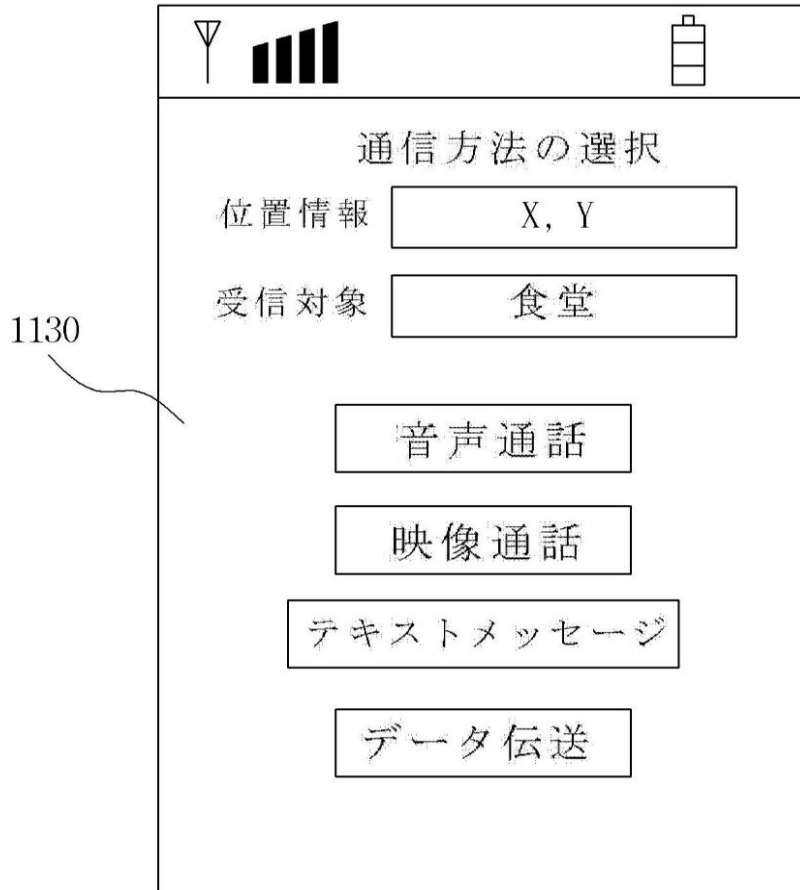 通信方法の選択
位置情報 X, Y
受信対象 食堂
1130
音声通話
映像通話
テキストメッセージ
データ伝送